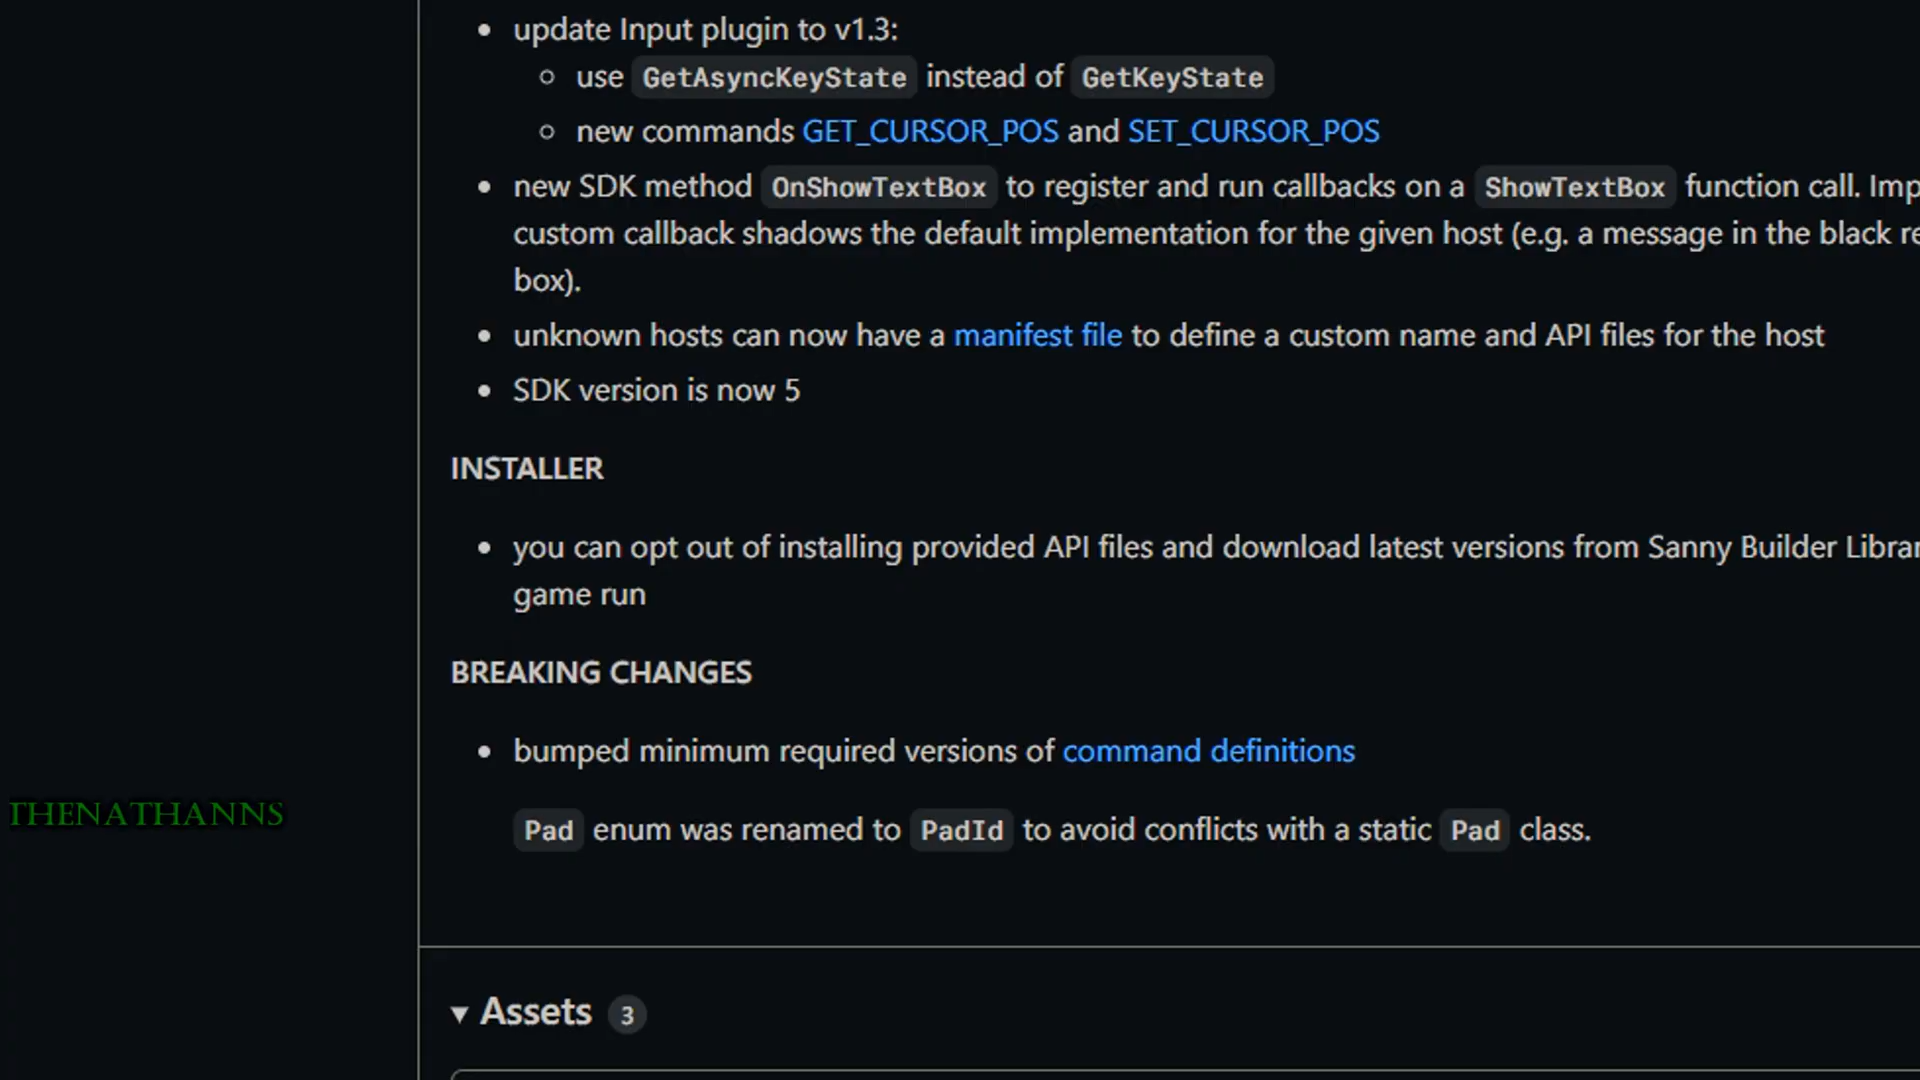 update Input plugin to v1.3:
use GetAsyncKeyState instead of GetKeyState
new commands GET_CURSOR_POS and SET_CURSOR_POS
new SDK method OnShowTextBox to register and run callbacks on a ShowTextBox function call.
custom callback shadows the default implementation for the given host (e.g. a message in the black
box).
unknown hosts can now have a manifest file to define a custom name and API files for the host
SDK version is now 5
INSTALLER
you can opt out of installing provided API files and download latest versions from Sanny Builder
game run
BREAKING CHANGES
bumped minimum required versions of command definitions
THENATHANNS
Pad enum was renamed to PadId to avoid conflicts with a static Pad class.
Assets 3